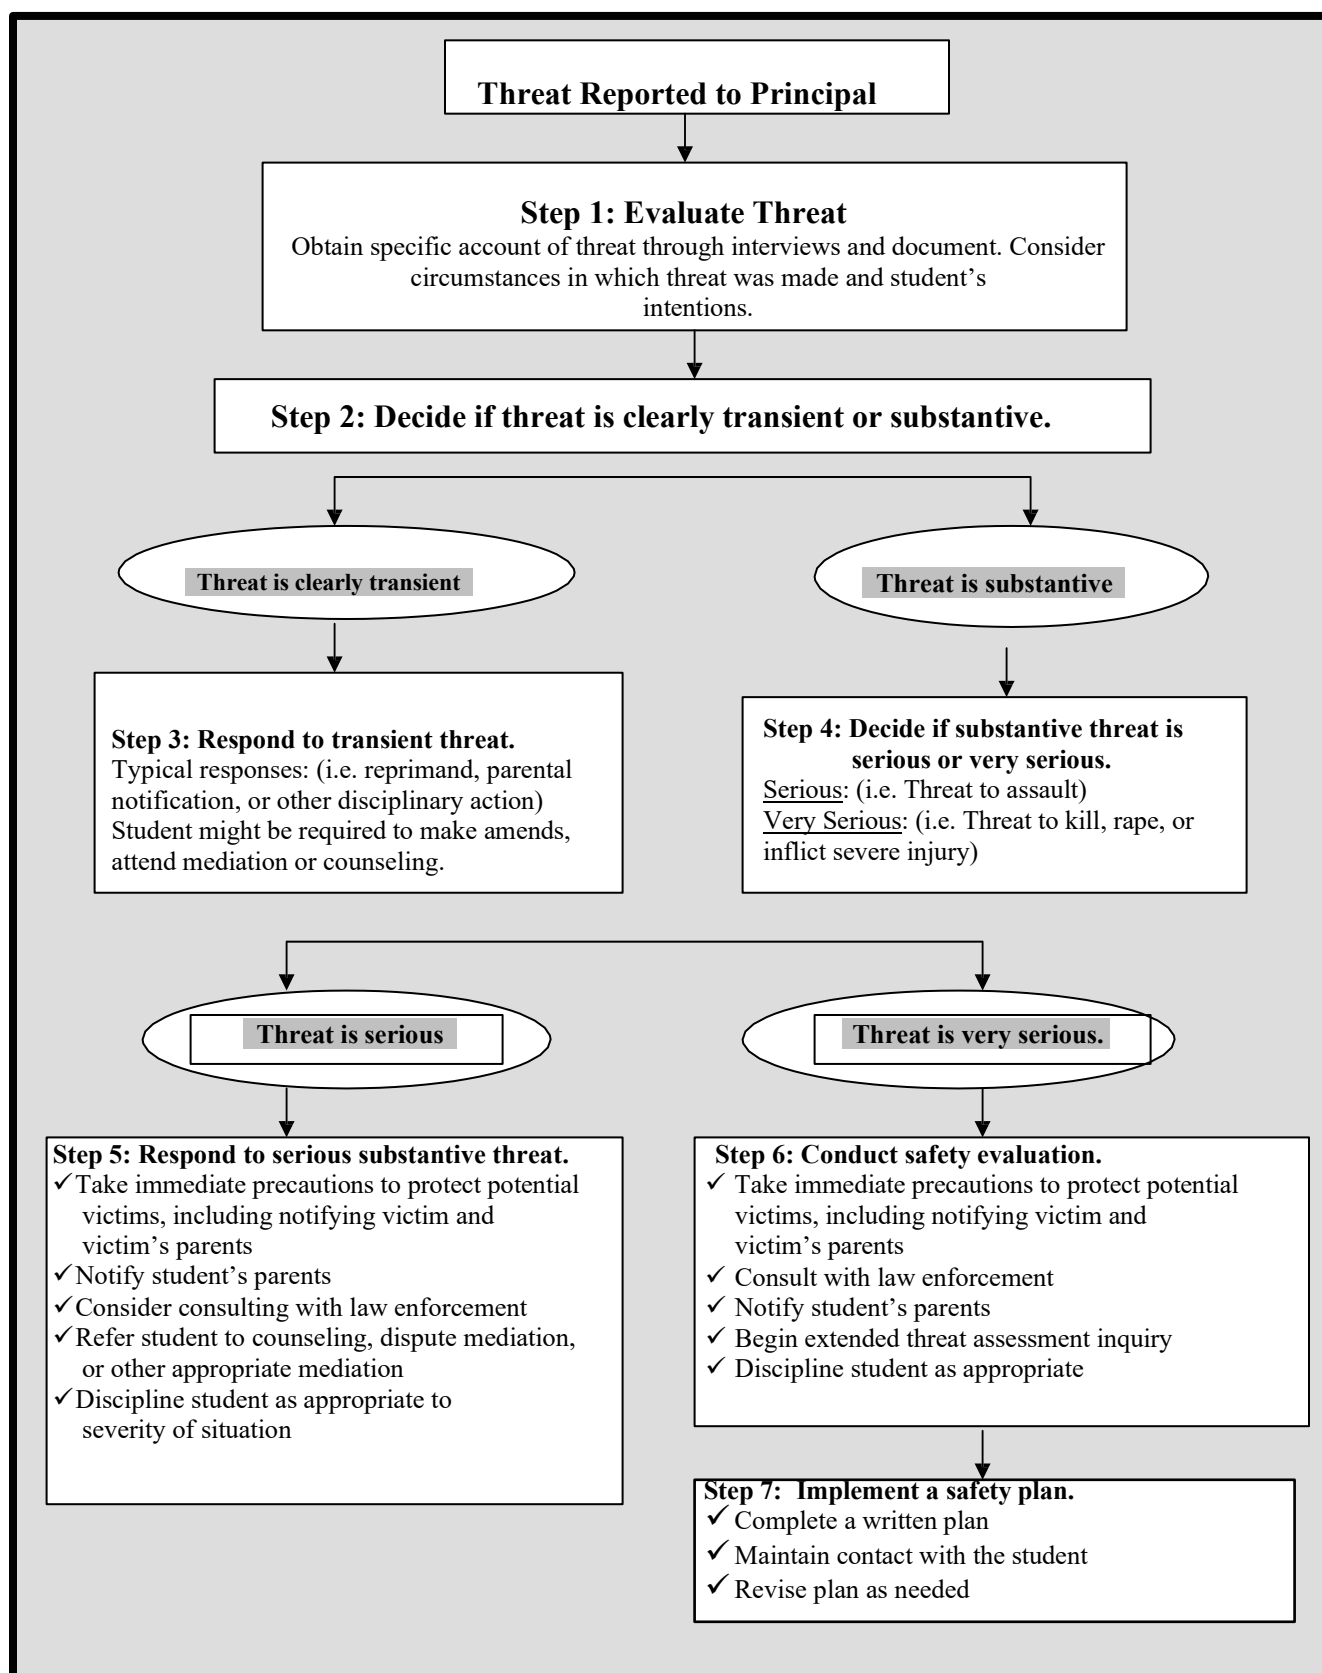 Threat Reported to Principal
Step 1: Evaluate Threat
Obtain specific account of threat through interviews and document. Consider
circumstances in which threat was made and student’s
intentions.
Step 2: Decide if threat is clearly transient or substantive.
Threat is clearly transient
Threat is substantive
Step 3: Respond to transient threat.
Typical responses: (i.e. reprimand, parental
notification, or other disciplinary action)
Student might be required to make amends,
attend mediation or counseling.
Step 4: Decide if substantive threat is
serious or very serious.
Serious: (i.e. Threat to assault)
Very Serious: (i.e. Threat to kill, rape, or
inflict severe injury)
Threat is serious
Threat is very serious.
Step 5: Respond to serious substantive threat.
✓Take immediate precautions to protect potential
victims, including notifying victim and
victim’s parents
✓Notify student’s parents
✓Consider consulting with law enforcement
✓Refer student to counseling, dispute mediation,
or other appropriate mediation
✓Discipline student as appropriate to
severity of situation
Step 6: Conduct safety evaluation.
✓ Take immediate precautions to protect potential
victims, including notifying victim and
victim’s parents
✓ Consult with law enforcement
✓ Notify student’s parents
✓ Begin extended threat assessment inquiry
✓ Discipline student as appropriate
Step 7: Implement a safety plan.
✓ Complete a written plan
✓ Maintain contact with the student
✓ Revise plan as needed